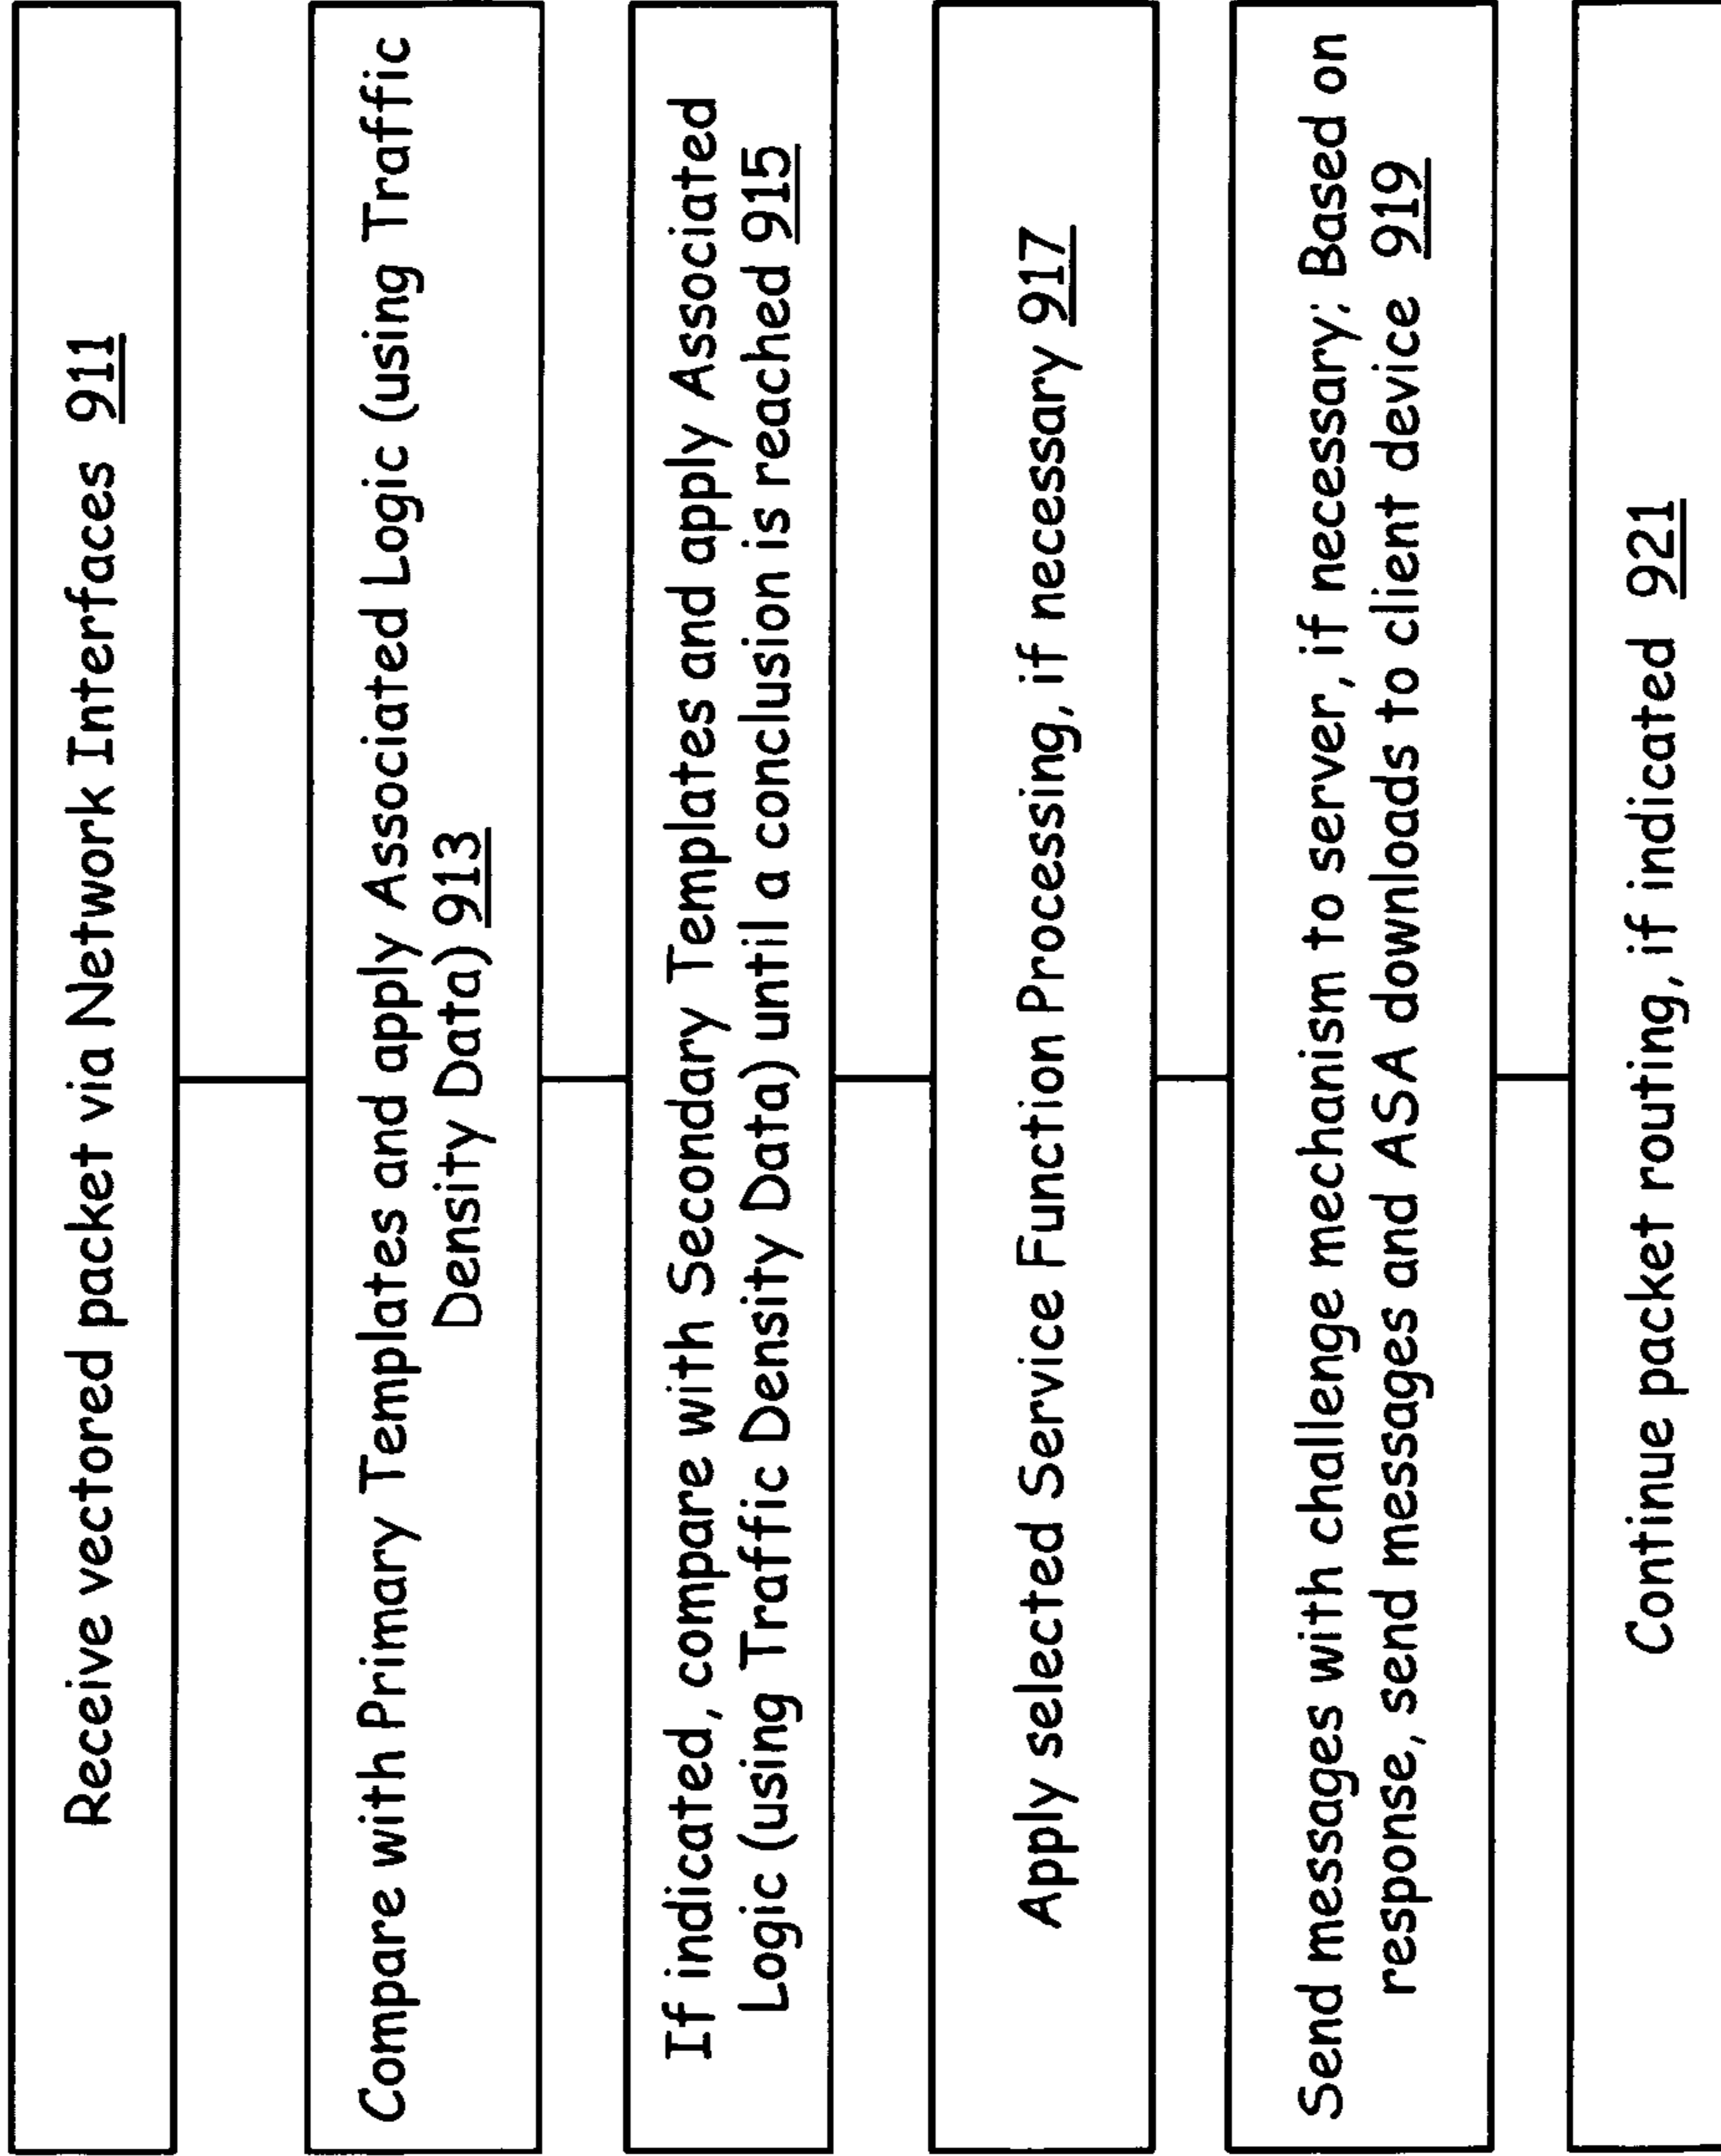 Receive vectored packet via Network Interfaces 911
Compare with Primary Templates and apply Associated Logic (using Traffic
Density Data) 913
If indicated, compare with Secondary Templates and apply Associated
Logic (using Traffic Density Data) until a conclusion is reached 915
Apply selected Service Function Processing, if necessary 917
Send messages with challenge mechanism to server, if necessary; Based on
response, send messages and ASA downloads to client device 919
Continue packet routing, if indicated 921